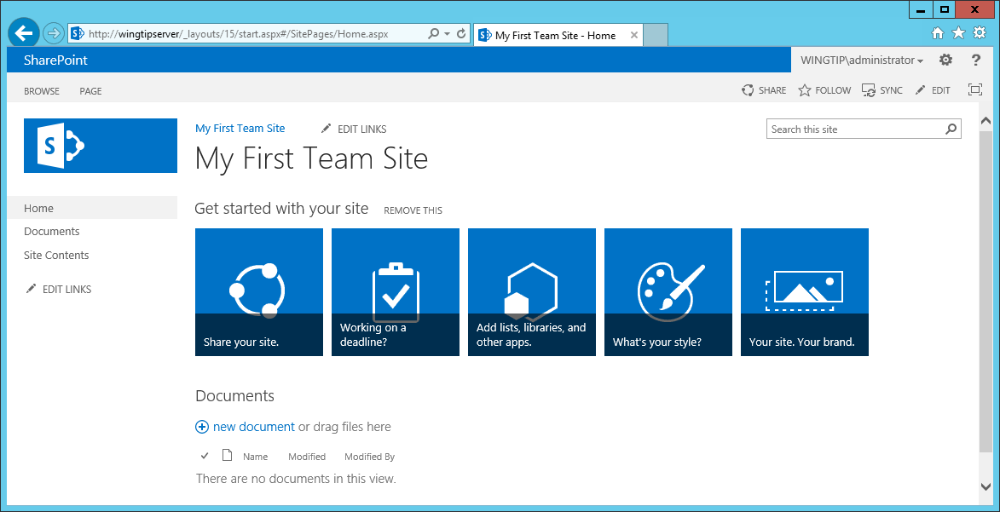 http://wingtipserver/_layouts/15/start.aspx#/SitePages/Home.aspx
My First Team Site - Home
SharePoint
WINGTIP\administrator
?
BROWSE PAGE
SHARE FOLLOW SYNC EDIT
S
My First Team Site
EDIT LINKS
Search this site
My First Team Site
Home
Documents
Site Contents
EDIT LINKS
Get started with your site REMOVE THIS
Share your site.
Working on a
deadline?
Add lists, libraries, and
other apps.
What's your style?
Your site. Your brand.
Documents
new document or drag files here
Name Modified Modified By
There are no documents in this view.